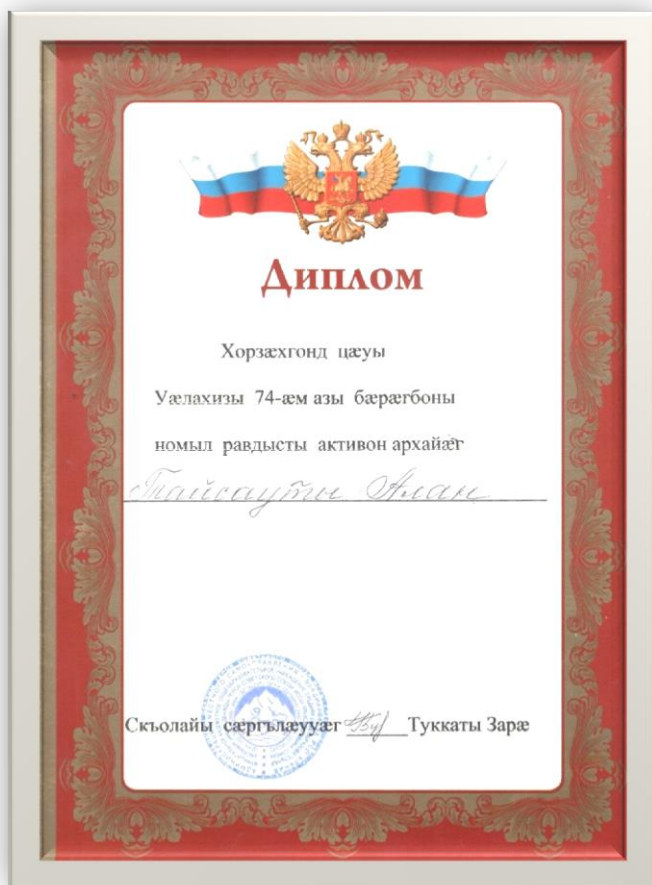 Диплом
Хорзæхгонд цæуы
Уæлахизы 74-æм азы бæрæгбоны
номыл равдысты активон архайæг
Тайсауты Алан
Скъолайы сæргълæууæг Туккаты Зарæ